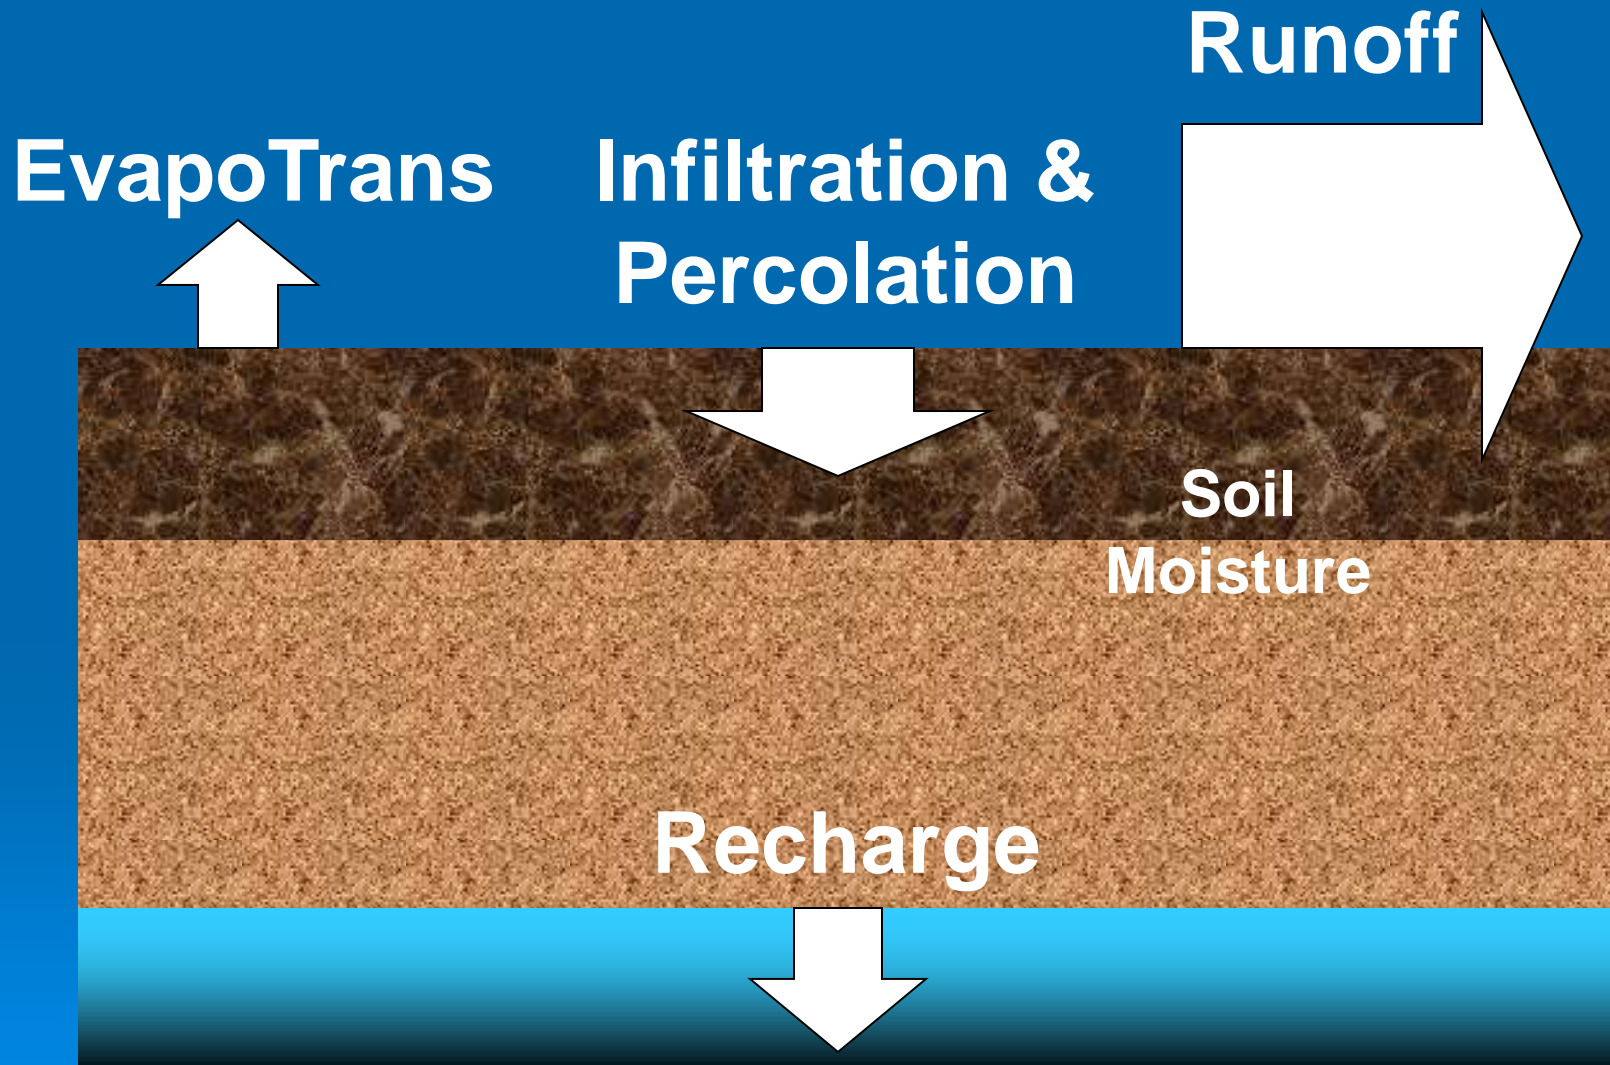 Runoff
EvapoTrans
Infiltration &
Percolation
Soil
Moisture
Recharge